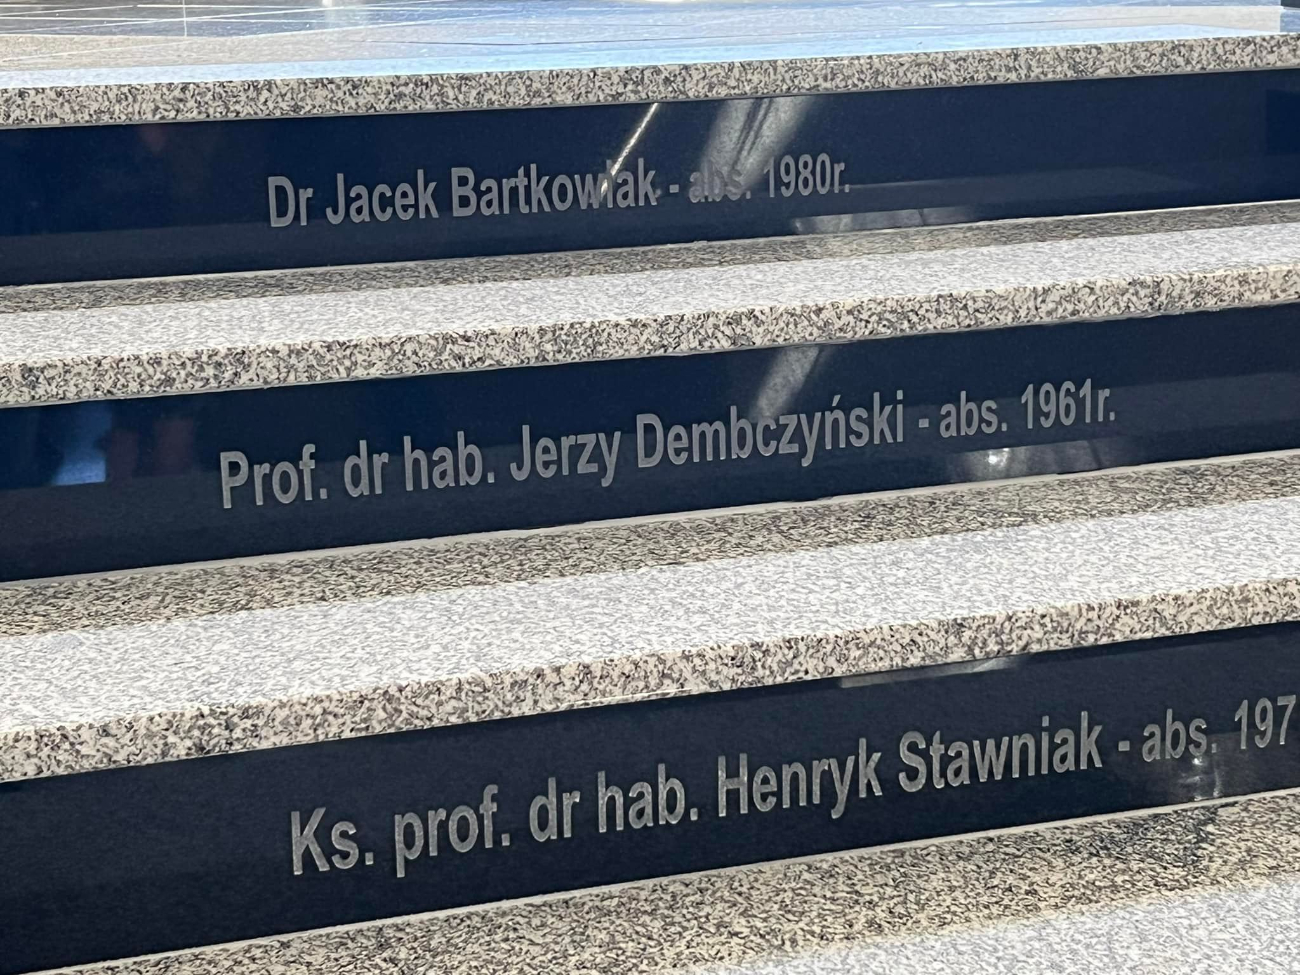 Dr Jacek Bartkowiak - abs. 1980r.
Prof. dr hab. Jerzy Dembczyński - abs. 1961r.
Ks. prof. dr hab. Henryk Stawniak - abs. 197